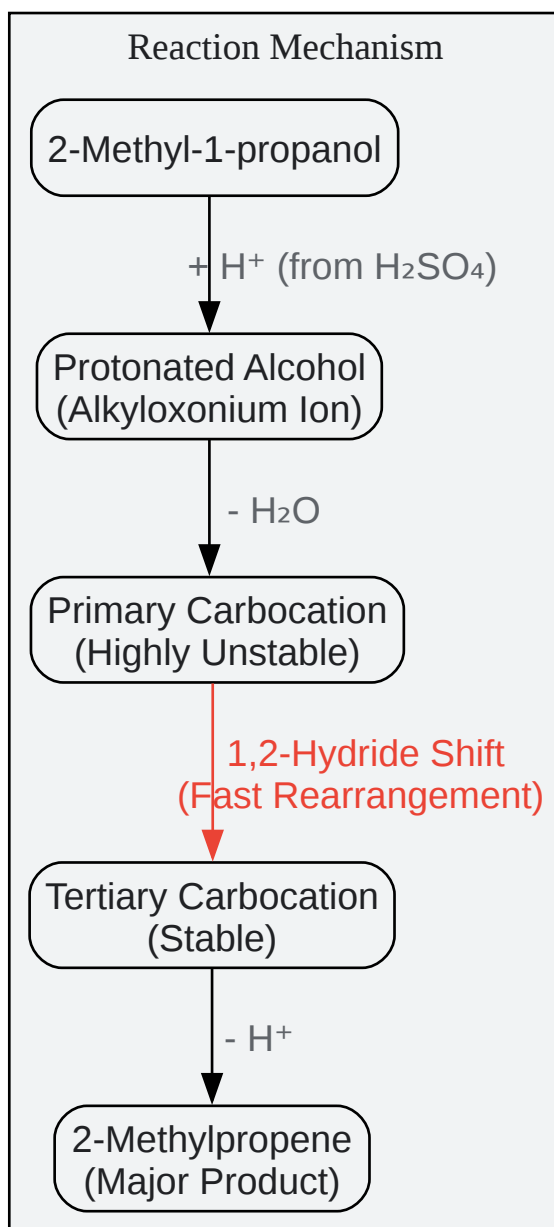 Reaction Mechanism
2-Methyl-1-propanol
+ H⁺ (from H₂SO₄)
Protonated Alcohol
(Alkyloxonium Ion)
- H₂O
Primary Carbocation
(Highly Unstable)
1,2-Hydride Shift
(Fast Rearrangement)
Tertiary Carbocation
(Stable)
- H⁺
2-Methylpropene
(Major Product)